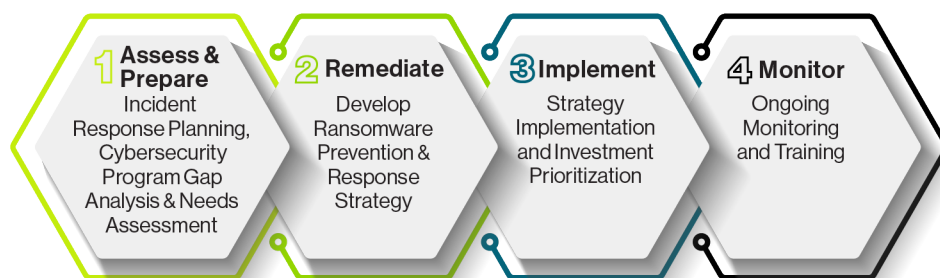 1 Assess &
Prepare
Incident
Response Planning,
Cybersecurity
Program Gap
Analysis & Needs
Assessment
2 Remediate
Develop
Ransomware
Prevention &
Response
Strategy
3 Implement
Strategy
Implementation
and Investment
Prioritization
4 Monitor
Ongoing
Monitoring
and Training